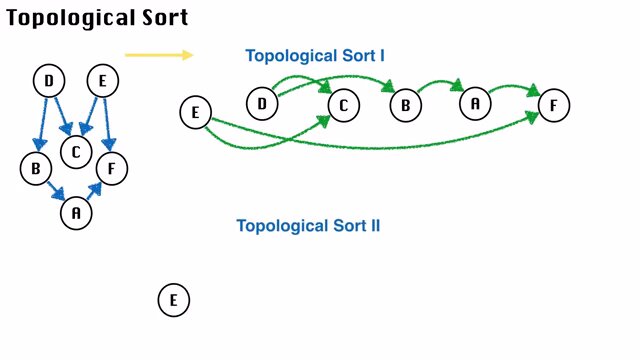 Topological Sort
Topological Sort I
D E
E D C B A F
B C F
A
Topological Sort II
E